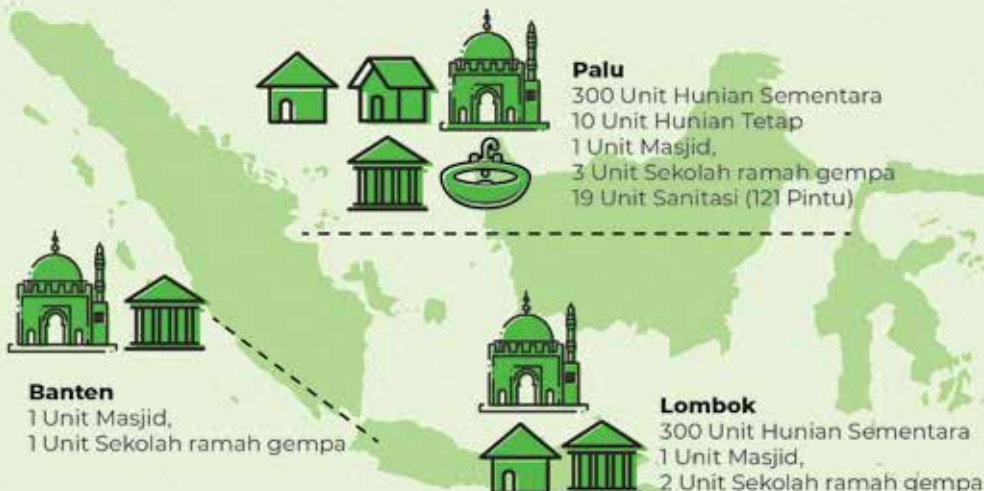 Palu
300 Unit Hunian Sementara
10 Unit Hunian Tetap
1 Unit Masjid,
3 Unit Sekolah ramah gempa
19 Unit Sanitasi (121 Pintu)
Banten
1 Unit Masjid,
1 Unit Sekolah ramah gempa
Lombok
300 Unit Hunian Sementara
1 Unit Masjid,
2 Unit Sekolah ramah gempa